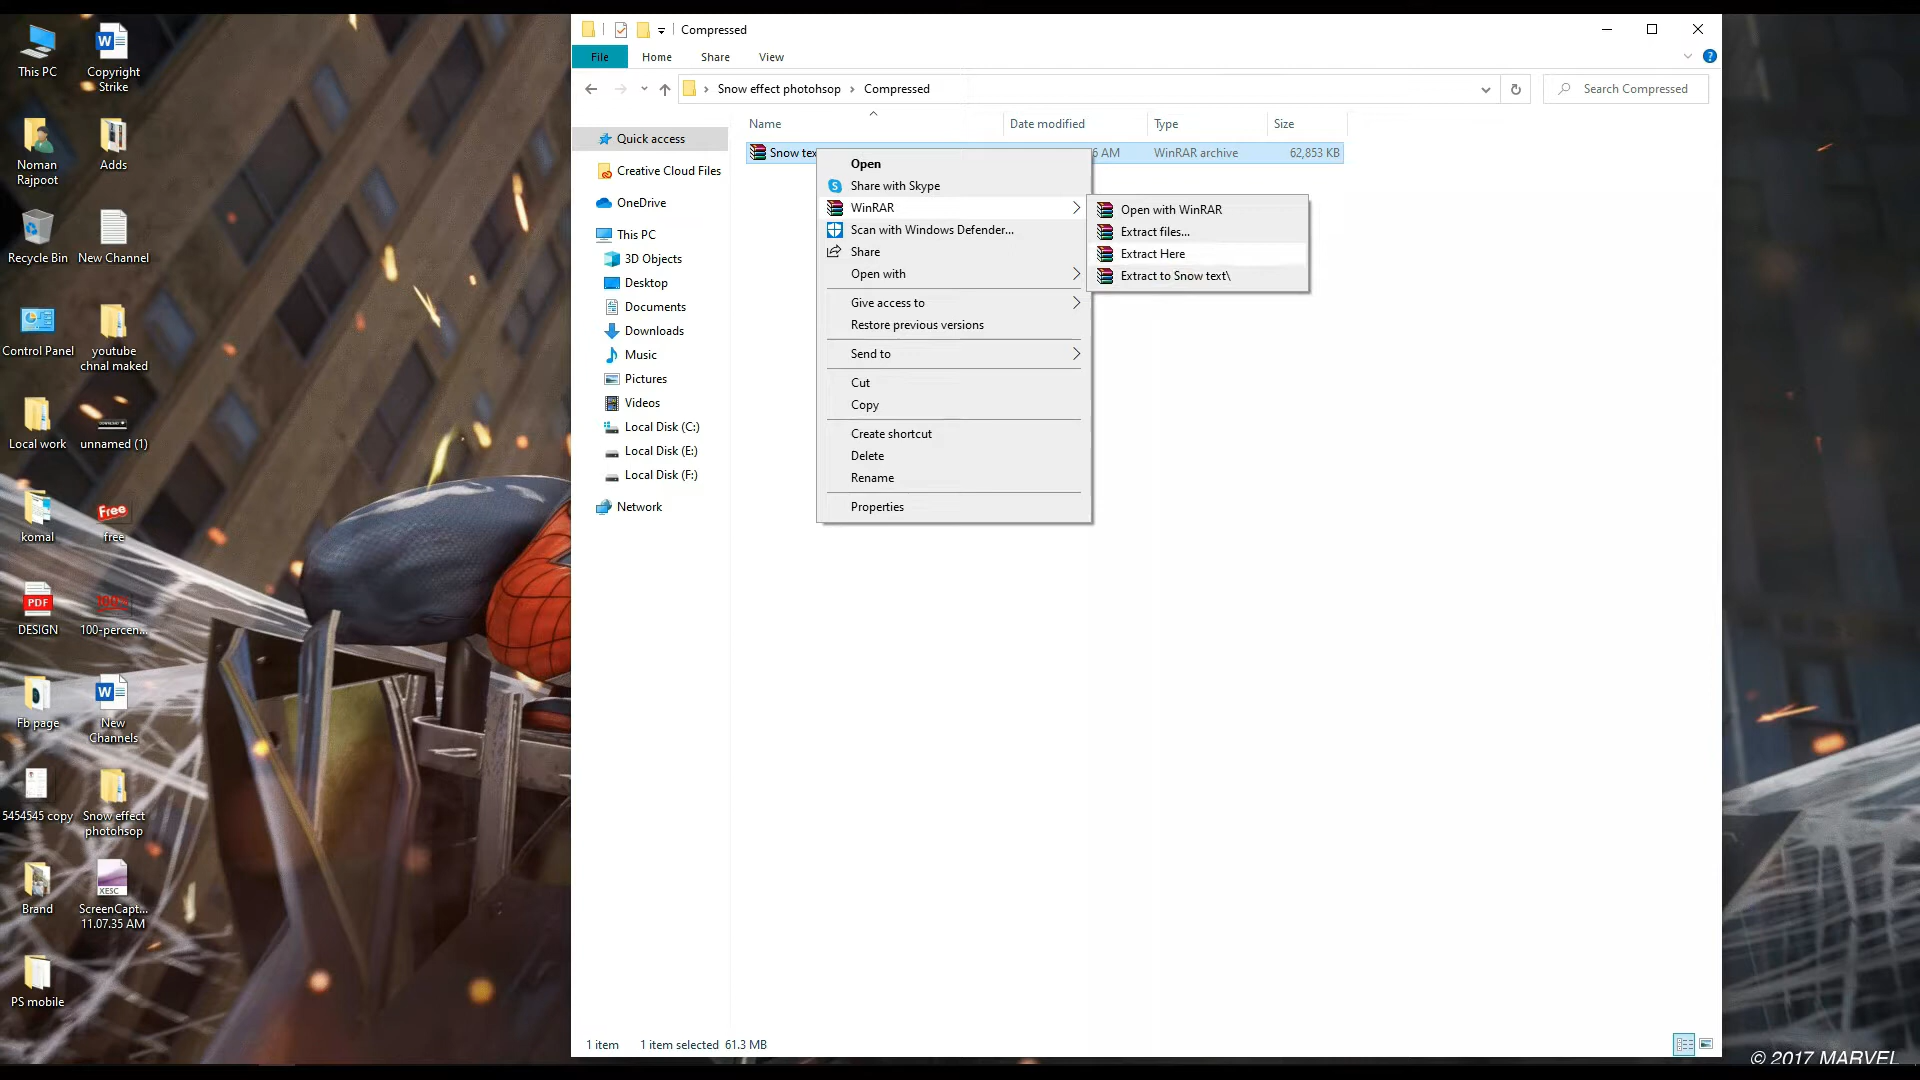 This PC
Copyright
Strike
Noman
Rajpoot
Adds
Recycle Bin
New Channel
Control Panel
youtube
chnal maked
Local work
unnamed (1)
komal
Free
free
PDF
DESIGN
100%
100-percen...
Fb page
New
Channels
5454545 copy
Snow effect
photohsop
Brand
XESC
ScreenCapt...
11.07.35 AM
PS mobile
Compressed
File
Home
Share
View
Snow effect photohsop
Compressed
Search Compressed
Quick access
Creative Cloud Files
OneDrive
This PC
3D Objects
Desktop
Documents
Downloads
Music
Pictures
Videos
Local Disk (C:)
Local Disk (E:)
Local Disk (F:)
Network
Name
Date modified
Type
Size
Snow tex
6 AM
WinRAR archive
62,853 KB
Open
Share with Skype
WinRAR
Scan with Windows Defender...
Share
Open with
Give access to
Restore previous versions
Send to
Cut
Copy
Create shortcut
Delete
Rename
Properties
Open with WinRAR
Extract files...
Extract Here
Extract to Snow text\
1 item
1 item selected 61.3 MB
© 2017 MARVEL